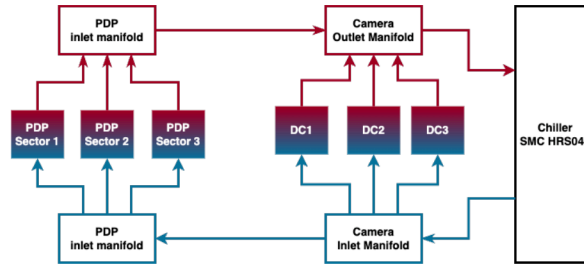 PDP
inlet manifold
Camera
Outlet Manifold
PDP
Sector 1
PDP
Sector 2
PDP
Sector 3
DC1
DC2
DC3
Chiller
SMC HRS04
PDP
inlet manifold
Camera
Inlet Manifold